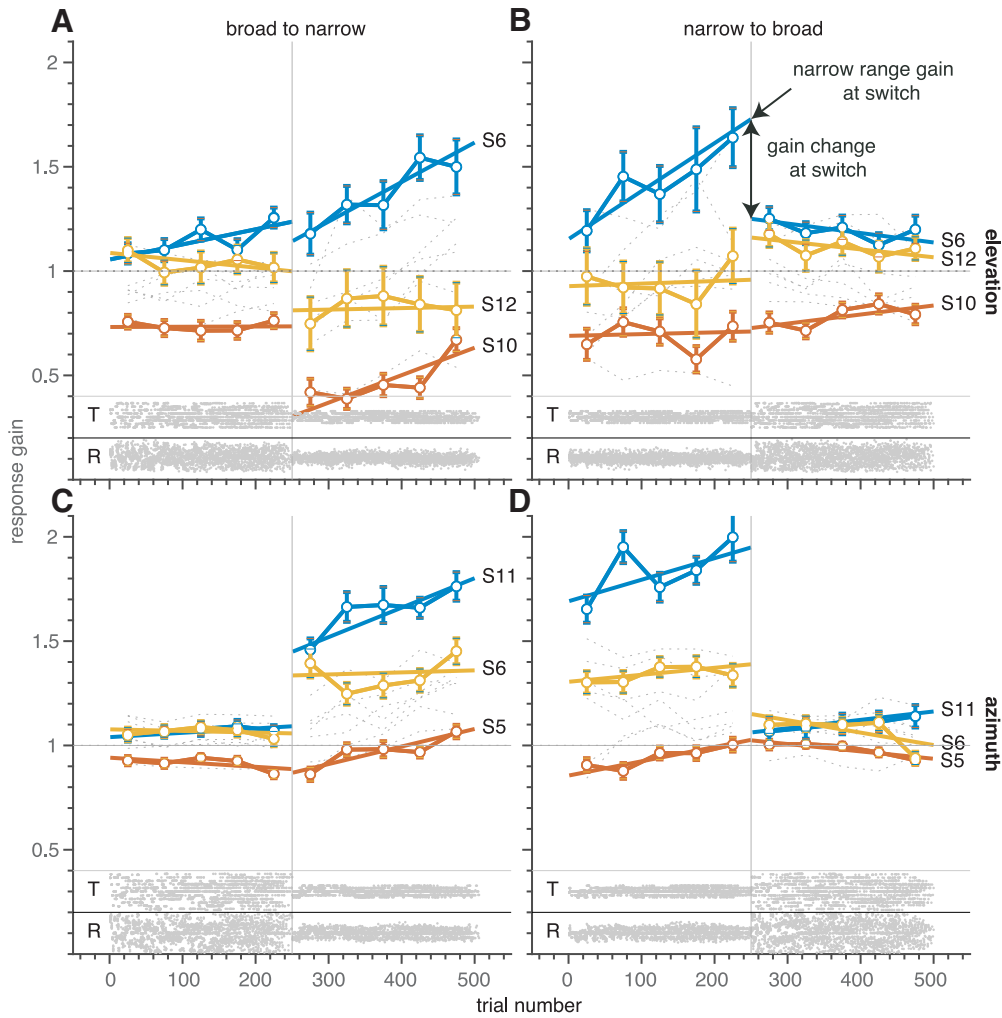 A
broad to narrow
B
narrow to broad
2
1.5
1
0.5
S6
S12
S10
T
R
narrow range gain
at switch
gain change
at switch
S6
S12
S10
T
R
elevation
response gain
C
D
2
1.5
1
0.5
S11
S6
S5
T
R
S11
S6
S5
T
R
azimuth
0 100 200 300 400 500
0 100 200 300 400 500
trial number